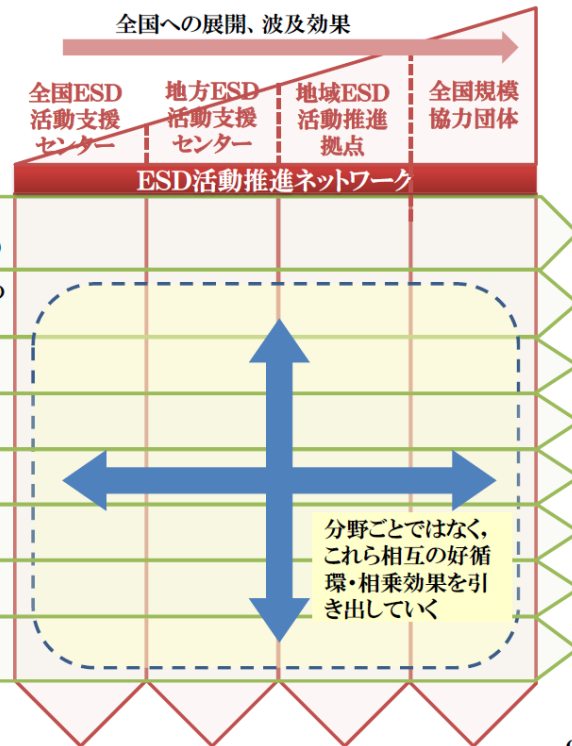 全国への展開、波及効果
全国ESD
活動支援
センター
地方ESD
活動支援
センター
地域ESD
活動推進
拠点
全国規模
協力団体
ESD活動推進ネットワーク
分野ごとではなく,
これら相互の好循
環・相乗効果を引
き出していく